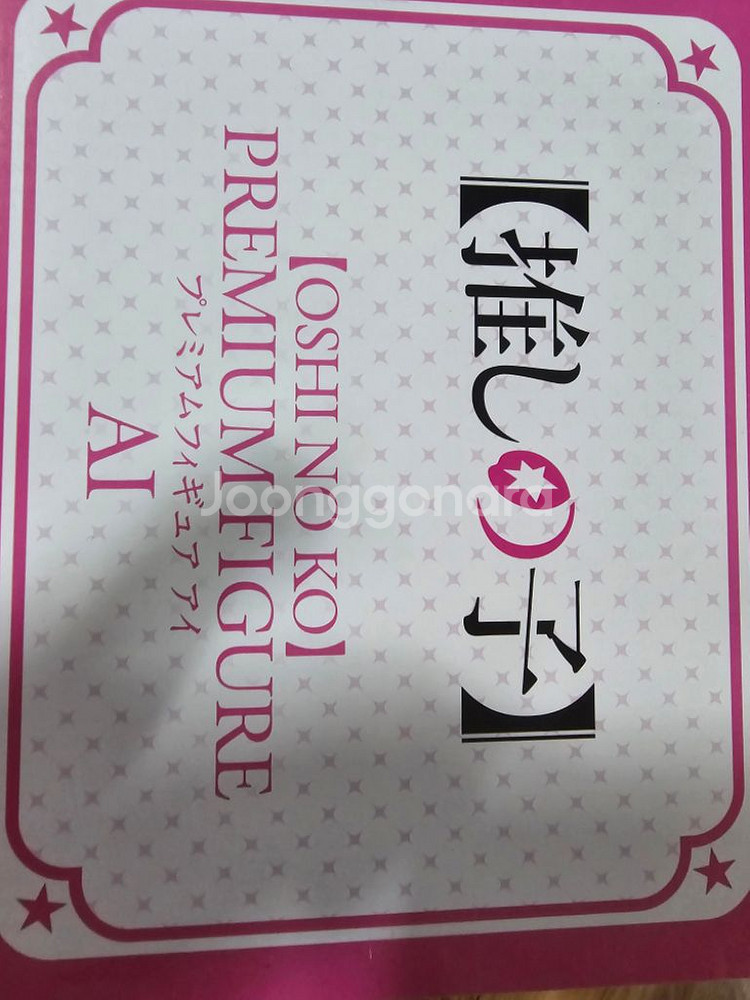 【推しの子】
【OSHI NO KO】
PREMIUM FIGURE
プレミアムフィギュア アイ
AI
Joonggonara